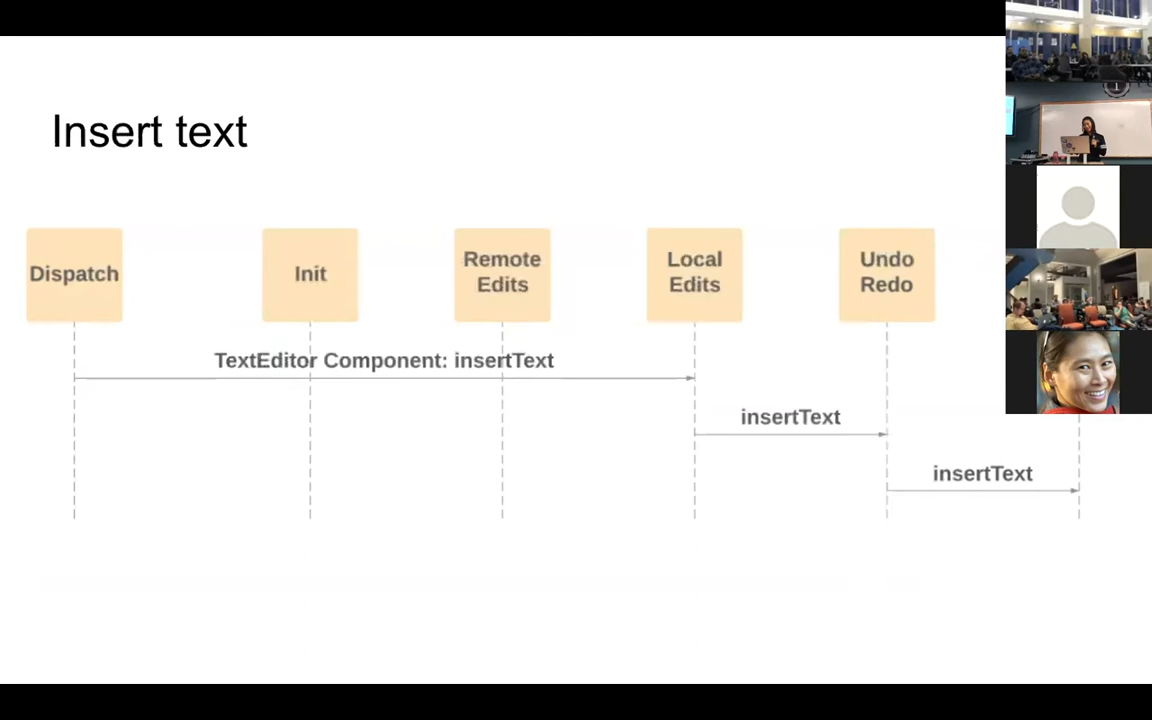 Insert text
Dispatch
Init
Remote
Edits
Local
Edits
Undo
Redo
TextEditor Component: insertText
insertText
insertText